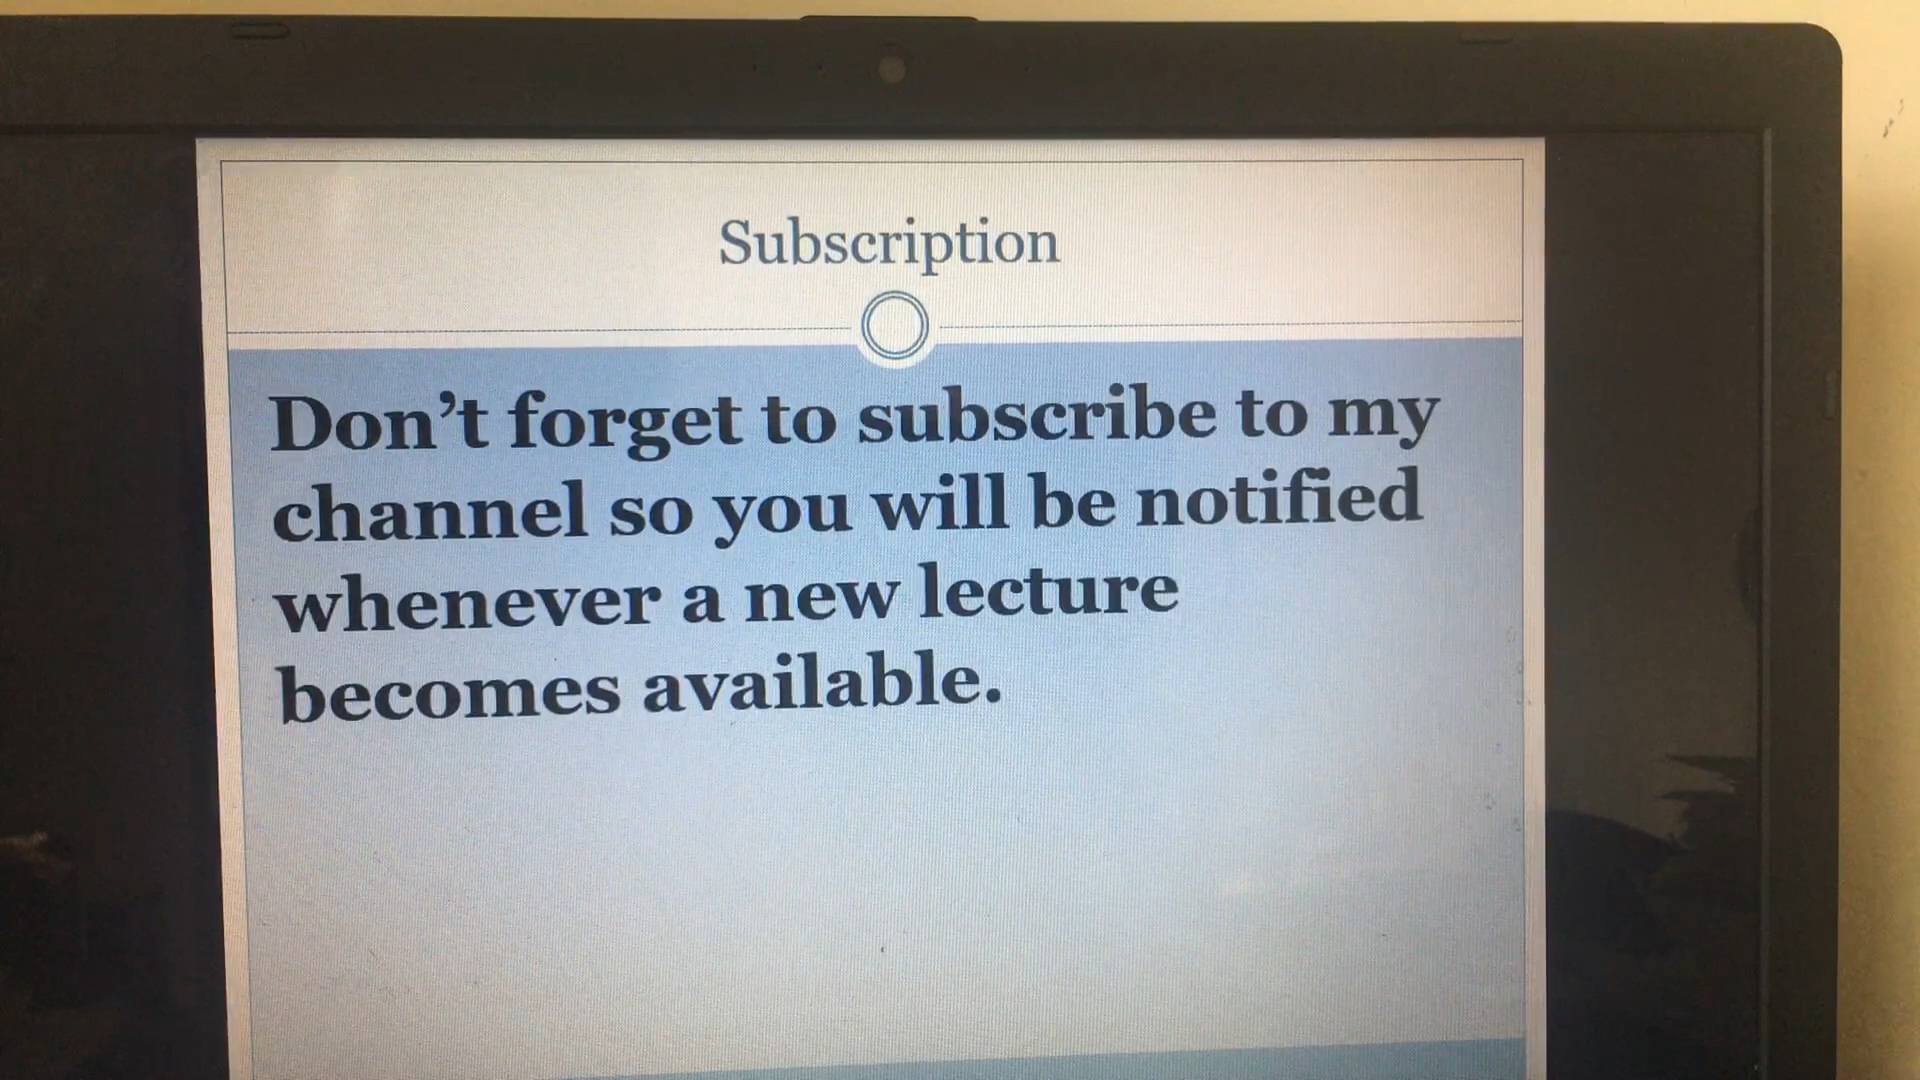 Subscription
Don’t forget to subscribe to my
channel so you will be notified
whenever a new lecture
becomes available.